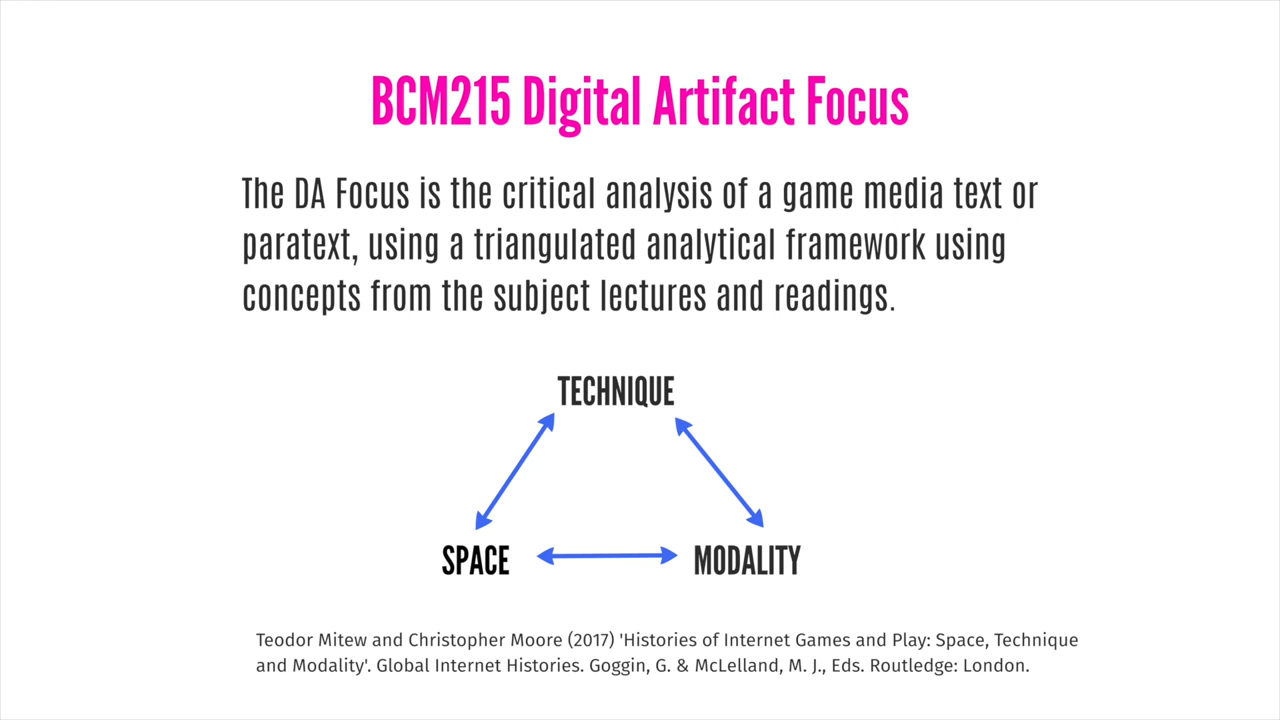 BCM215 Digital Artifact Focus
The DA Focus is the critical analysis of a game media text or
paratext, using a triangulated analytical framework using
concepts from the subject lectures and readings.
TECHNIQUE
SPACE
MODALITY
Teodor Mitew and Christopher Moore (2017) 'Histories of Internet Games and Play: Space, Technique
and Modality'. Global Internet Histories. Goggin, G. & McLelland, M. J., Eds. Routledge: London.